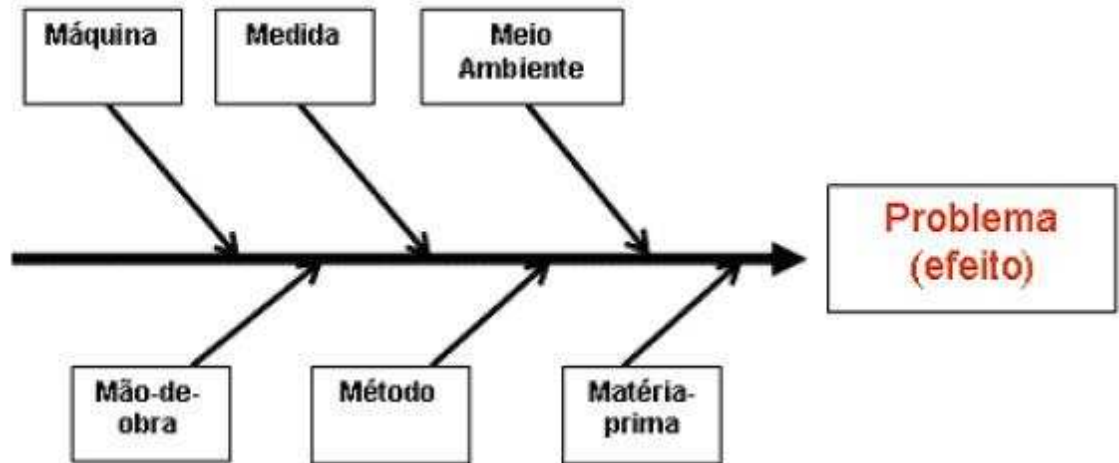 Máquina
Medida
Meio
Ambiente
Problema
(efeito)
Mão-de-
obra
Método
Matéria-
prima